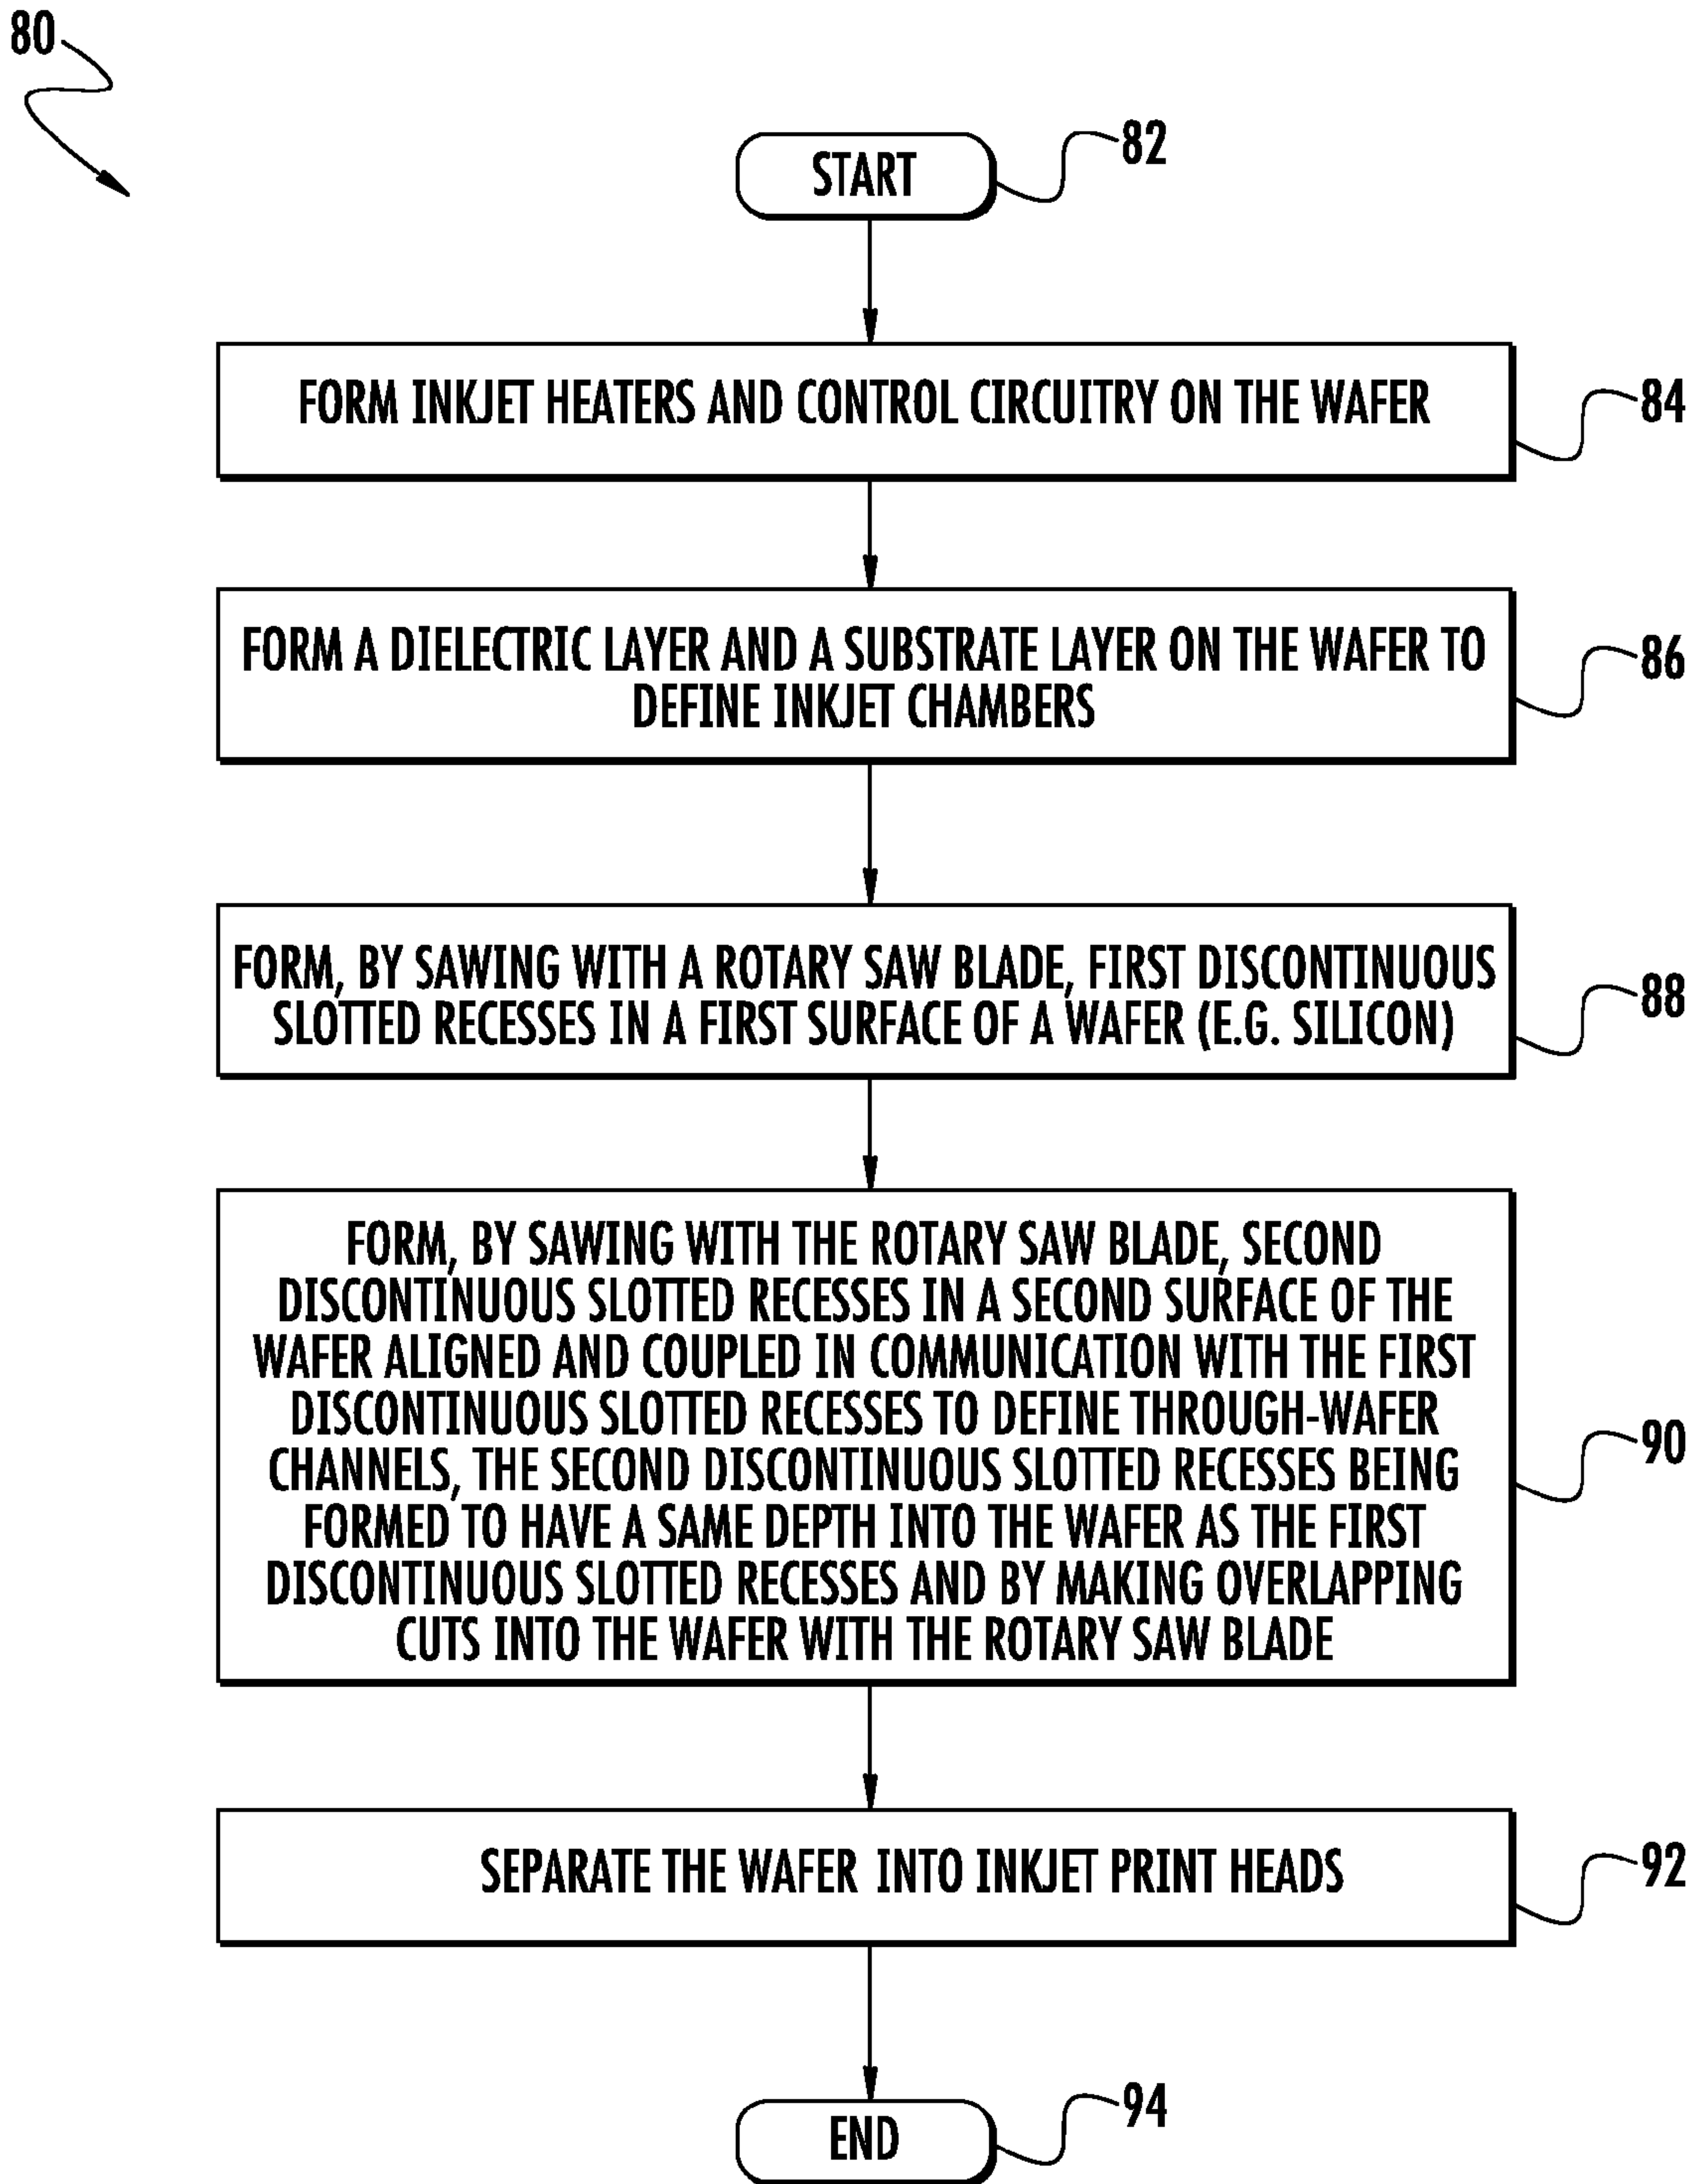 80
START
82
FORM INKJET HEATERS AND CONTROL CIRCUITRY ON THE WAFER
84
FORM A DIELECTRIC LAYER AND A SUBSTRATE LAYER ON THE WAFER TO
DEFINE INKJET CHAMBERS
86
FORM, BY SAWING WITH A ROTARY SAW BLADE, FIRST DISCONTINUOUS
SLOTTED RECESSES IN A FIRST SURFACE OF A WAFER (E.G. SILICON)
88
FORM, BY SAWING WITH THE ROTARY SAW BLADE, SECOND
DISCONTINUOUS SLOTTED RECESSES IN A SECOND SURFACE OF THE
WAFER ALIGNED AND COUPLED IN COMMUNICATION WITH THE FIRST
DISCONTINUOUS SLOTTED RECESSES TO DEFINE THROUGH-WAFER
CHANNELS, THE SECOND DISCONTINUOUS SLOTTED RECESSES BEING
FORMED TO HAVE A SAME DEPTH INTO THE WAFER AS THE FIRST
DISCONTINUOUS SLOTTED RECESSES AND BY MAKING OVERLAPPING
CUTS INTO THE WAFER WITH THE ROTARY SAW BLADE
90
SEPARATE THE WAFER INTO INKJET PRINT HEADS
92
END
94